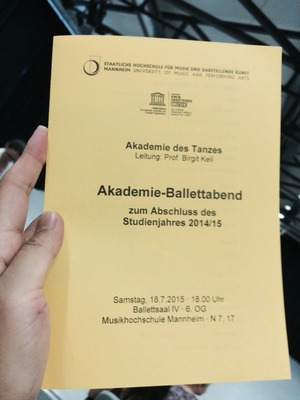 STAATLICHE HOCHSCHULE FÜR MUSIK UND DARSTELLENDE KUNST
MANNHEIM UNIVERSITY OF MUSIC AND PERFORMING ARTS
Akademie des Tanzes
Leitung: Prof. Birgit Keil
Akademie-Ballettabend
zum Abschluss des
Studienjahres 2014/15
Samstag, 18.7.2015 · 18.00 Uhr
Ballettsaal IV · 6. OG
Musikhochschule Mannheim · N 7, 17